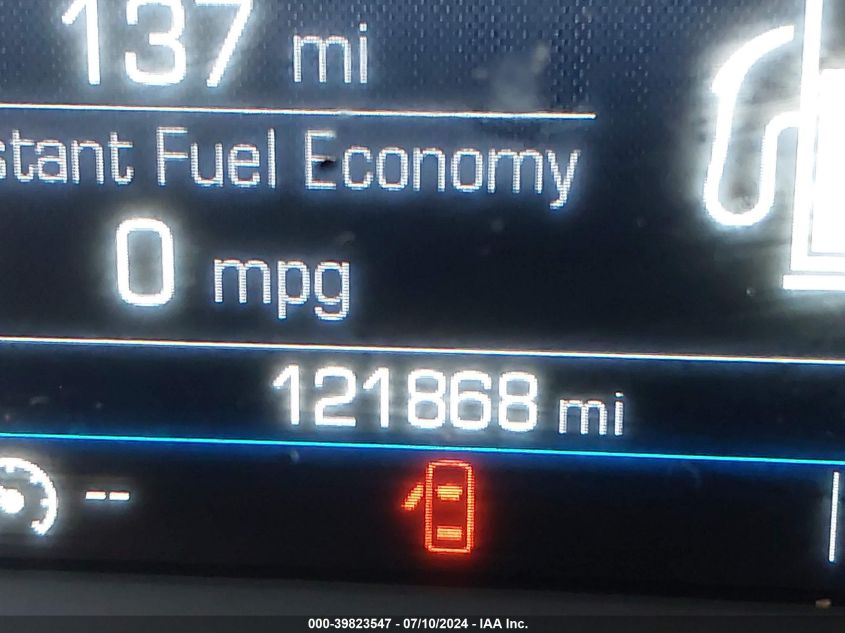 137 mi
stant Fuel Economy
0 mpg
121868 mi
--
000-39823547 - 07/10/2024 - IAA Inc.